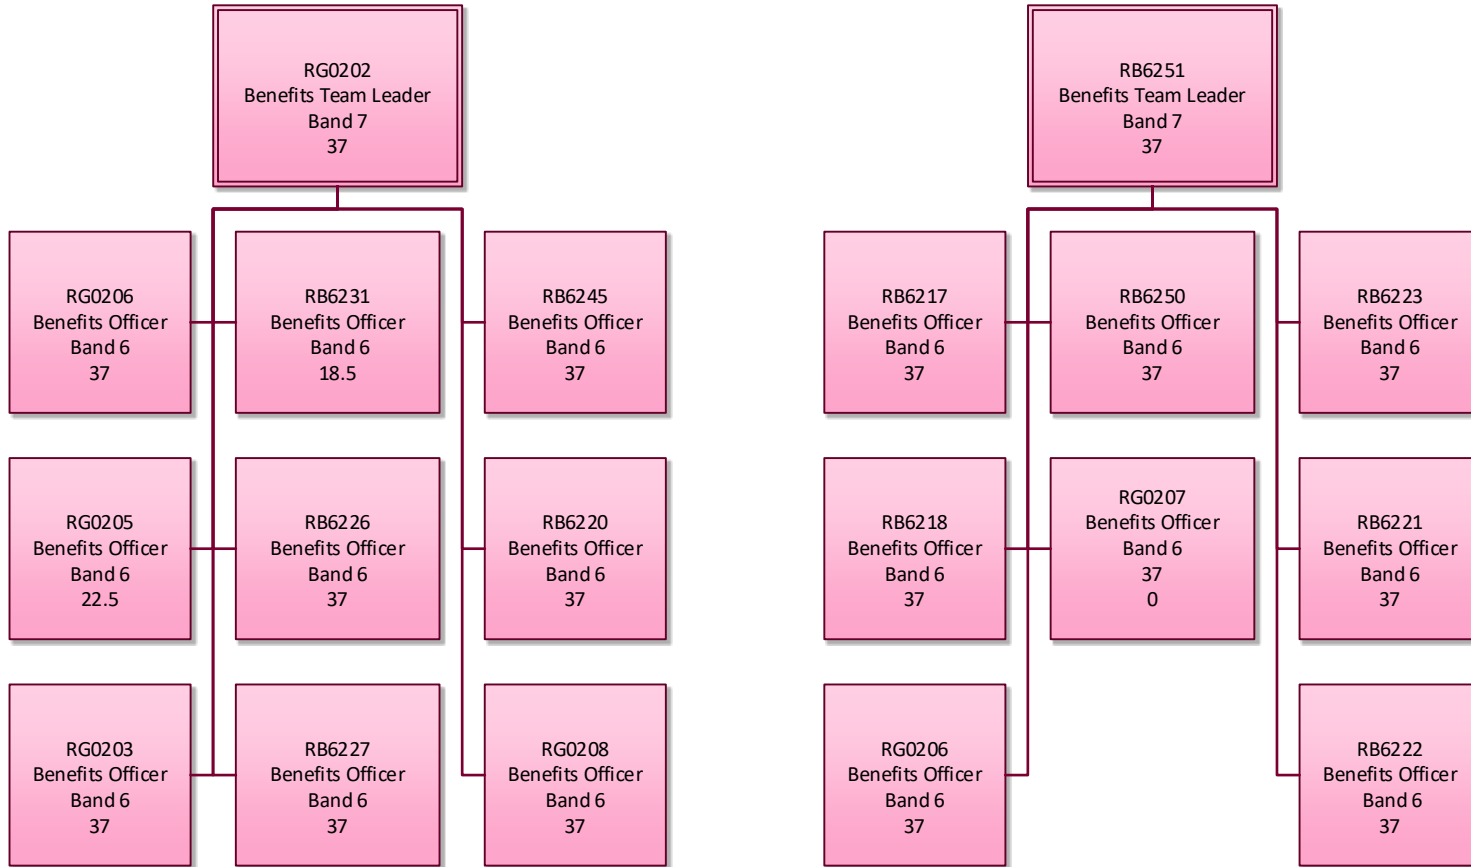 RG0202
Benefits Team Leader
Band 7
37
RB6251
Benefits Team Leader
Band 7
37
RG0206
Benefits Officer
Band 6
37
RB6231
Benefits Officer
Band 6
18.5
RB6245
Benefits Officer
Band 6
37
RB6217
Benefits Officer
Band 6
37
RB6250
Benefits Officer
Band 6
37
RB6223
Benefits Officer
Band 6
37
RG0205
Benefits Officer
Band 6
22.5
RB6226
Benefits Officer
Band 6
37
RB6220
Benefits Officer
Band 6
37
RB6218
Benefits Officer
Band 6
37
RG0207
Benefits Officer
Band 6
37
0
RB6221
Benefits Officer
Band 6
37
RG0203
Benefits Officer
Band 6
37
RB6227
Benefits Officer
Band 6
37
RG0208
Benefits Officer
Band 6
37
RG0206
Benefits Officer
Band 6
37
RB6222
Benefits Officer
Band 6
37